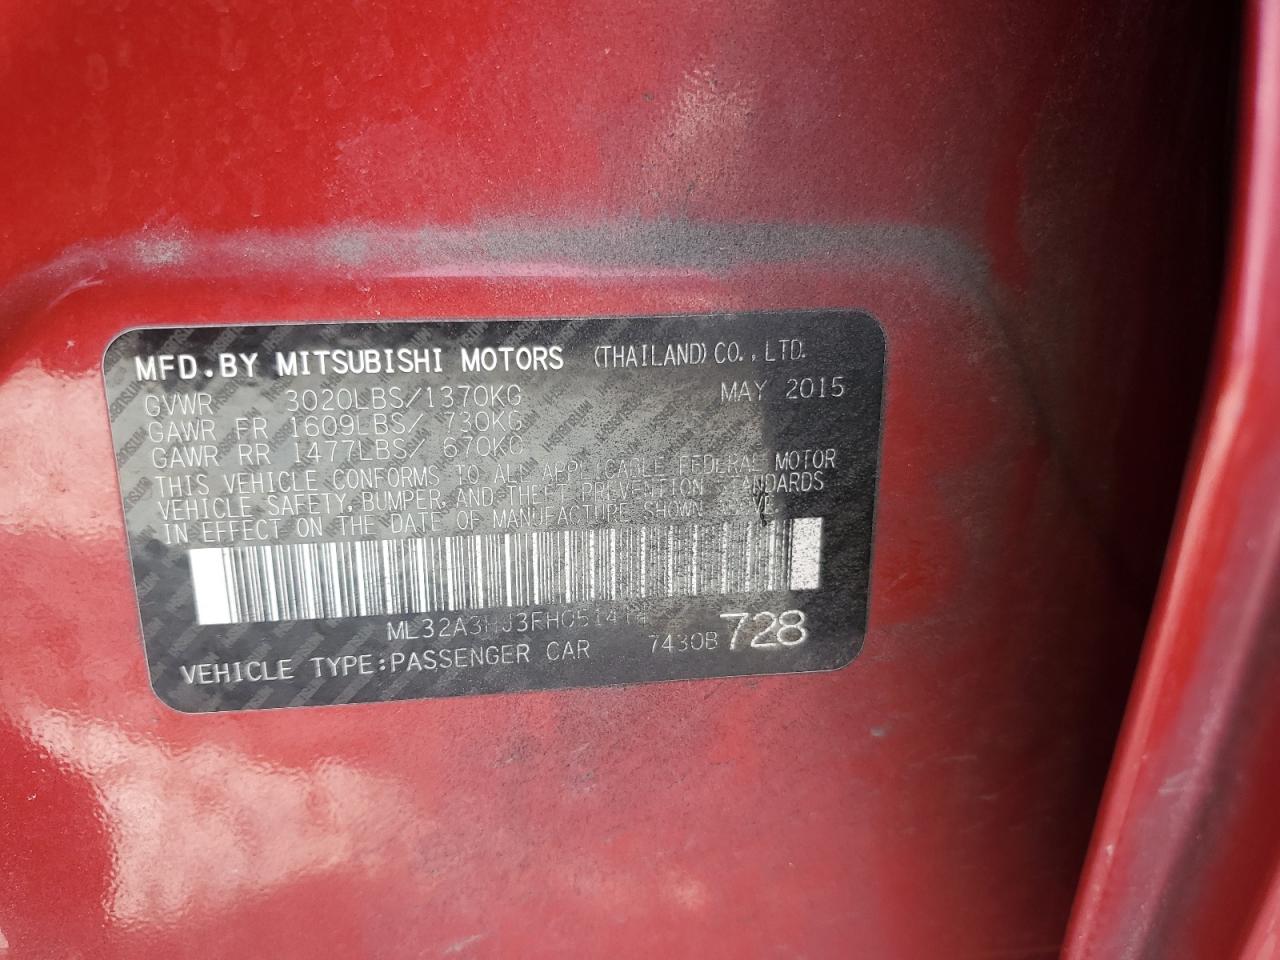 MFD.BY MITSUBISHI MOTORS (THAILAND) CO., LTD.
GVWR 3020LBS/1370KG MAY 2015
GAWR FR 1609LBS/ 730KG
GAWR RR 1477LBS/ 670KG
THIS VEHICLE CONFORMS TO ALL APPLICABLE FEDERAL MOTOR
VEHICLE SAFETY, BUMPER, AND THEFT PREVENTION STANDARDS
IN EFFECT ON THE DATE OF MANUFACTURE SHOWN ABOVE
7430B 728
VEHICLE TYPE:PASSENGER CAR